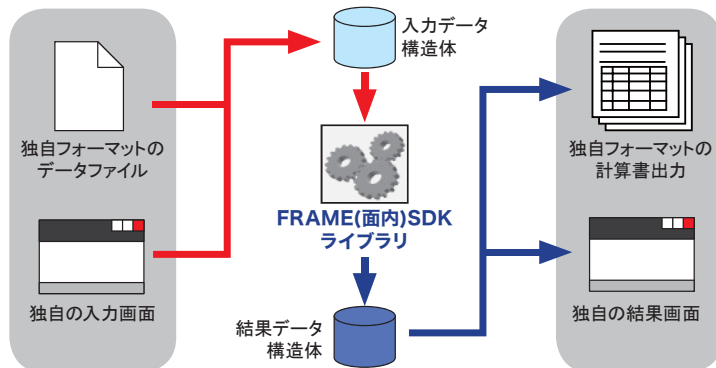 入力データ
構造体
独自フォーマットの
データファイル
独自の入力画面
FRAME(面内)SDK
ライブラリ
結果データ
構造体
独自フォーマットの
計算書出力
独自の結果画面